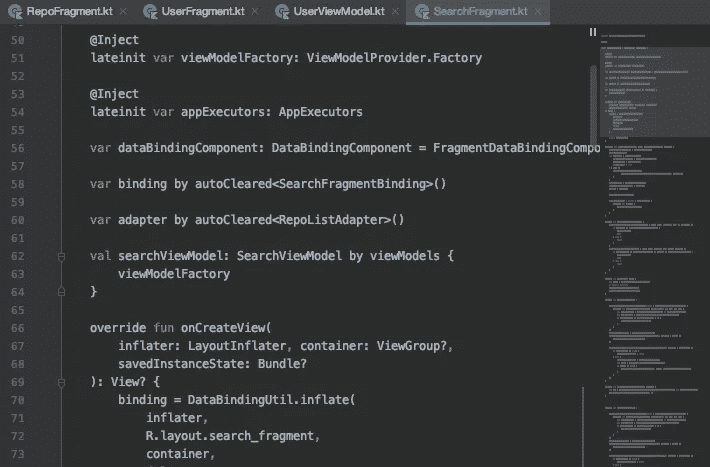 RepoFragment.kt × UserFragment.kt × UserViewModel.kt × SearchFragment.kt ×
50 @Inject
51 lateinit var viewModelFactory: ViewModelProvider.Factory
52
53 @Inject
54 lateinit var appExecutors: AppExecutors
55
56 var dataBindingComponent: DataBindingComponent = FragmentDataBindingCompo
57
58 var binding by autoCleared<SearchFragmentBinding>()
59
60 var adapter by autoCleared<RepoListAdapter>()
61
62 val searchViewModel: SearchViewModel by viewModels {
63 viewModelFactory
64 }
65
66 override fun onCreateView(
67 inflater: LayoutInflater, container: ViewGroup?,
68 savedInstanceState: Bundle?
69 ): View? {
70 binding = DataBindingUtil.inflate(
71 inflater,
72 R.layout.search_fragment,
73 container,